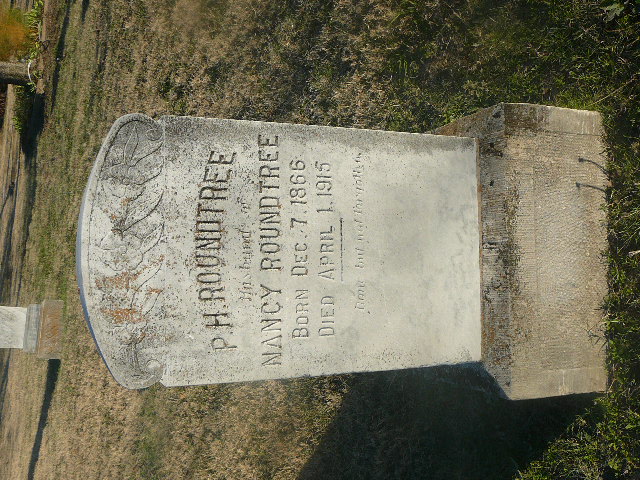 P.H. ROUNDTREE
Husband of
NANCY ROUNDTREE
BORN DEC. 7, 1866
DIED APRIL 1, 1915
Gone but not forgotten.